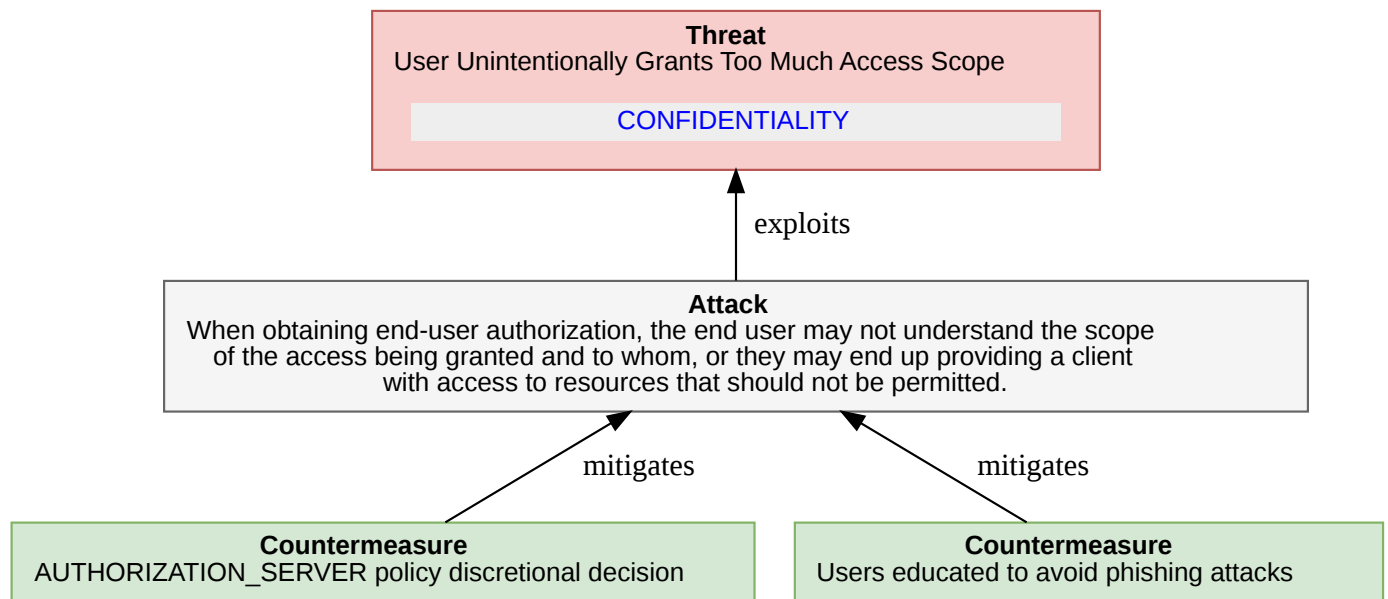 Threat
User Unintentionally Grants Too Much Access Scope
CONFIDENTIALITY
exploits
Attack
When obtaining end-user authorization, the end user may not understand the scope
of the access being granted and to whom, or they may end up providing a client
with access to resources that should not be permitted.
mitigates
mitigates
Countermeasure
AUTHORIZATION_SERVER policy discretional decision
Countermeasure
Users educated to avoid phishing attacks